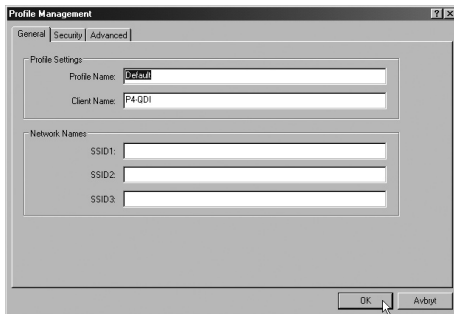 Profile Management
General Security Advanced
Profile Settings
Profile Name: Default
Client Name: P4-QDI
Network Names
SSID1:
SSID2:
SSID3:
OK Avbryt